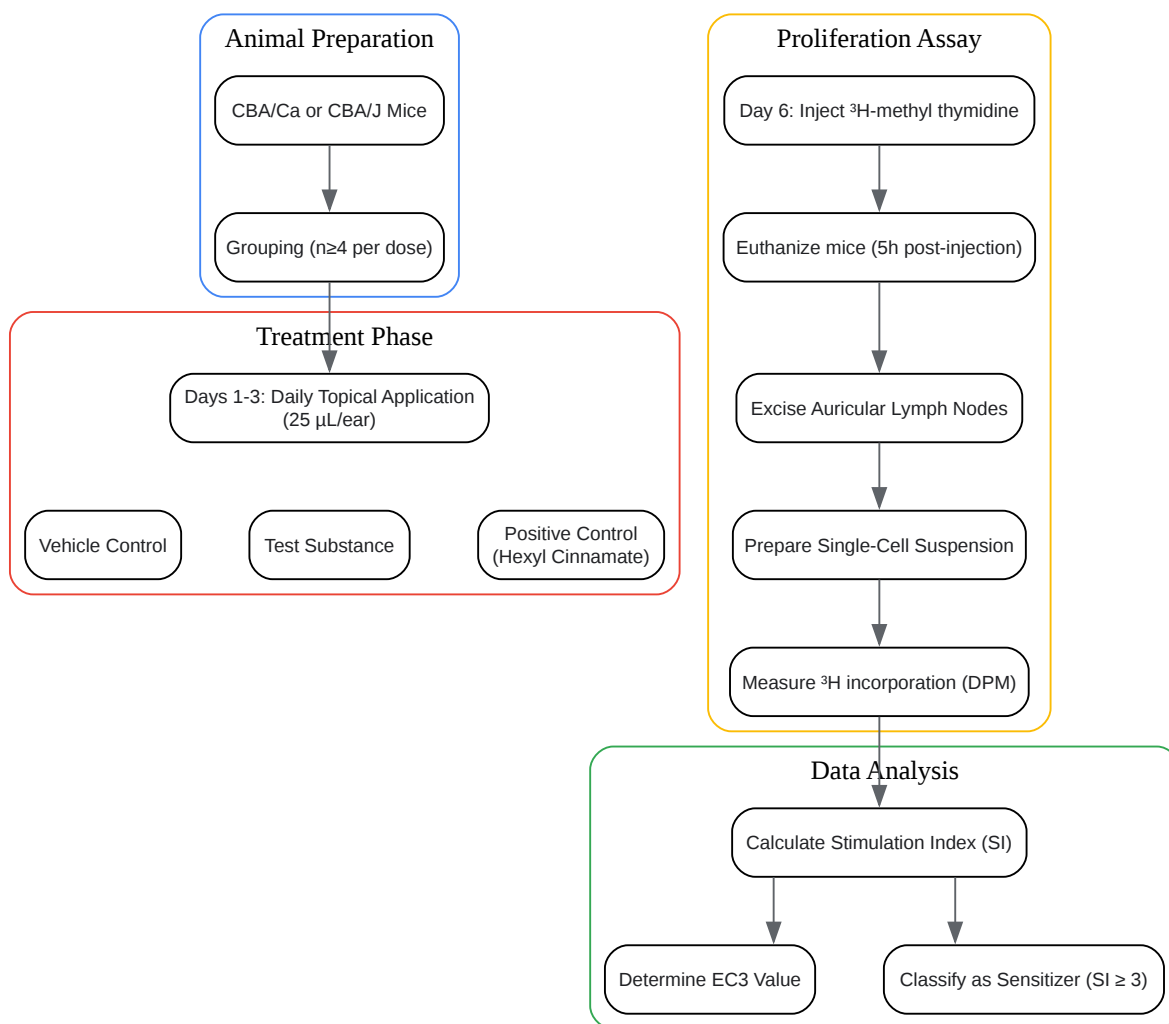 Animal Preparation
CBA/Ca or CBA/J Mice
Grouping (n≥4 per dose)
Treatment Phase
Days 1-3: Daily Topical Application
(25 µL/ear)
Vehicle Control
Test Substance
Positive Control
(Hexyl Cinnamate)
Proliferation Assay
Day 6: Inject ³H-methyl thymidine
Euthanize mice (5h post-injection)
Excise Auricular Lymph Nodes
Prepare Single-Cell Suspension
Measure ³H incorporation (DPM)
Data Analysis
Calculate Stimulation Index (SI)
Determine EC3 Value
Classify as Sensitizer (SI ≥ 3)